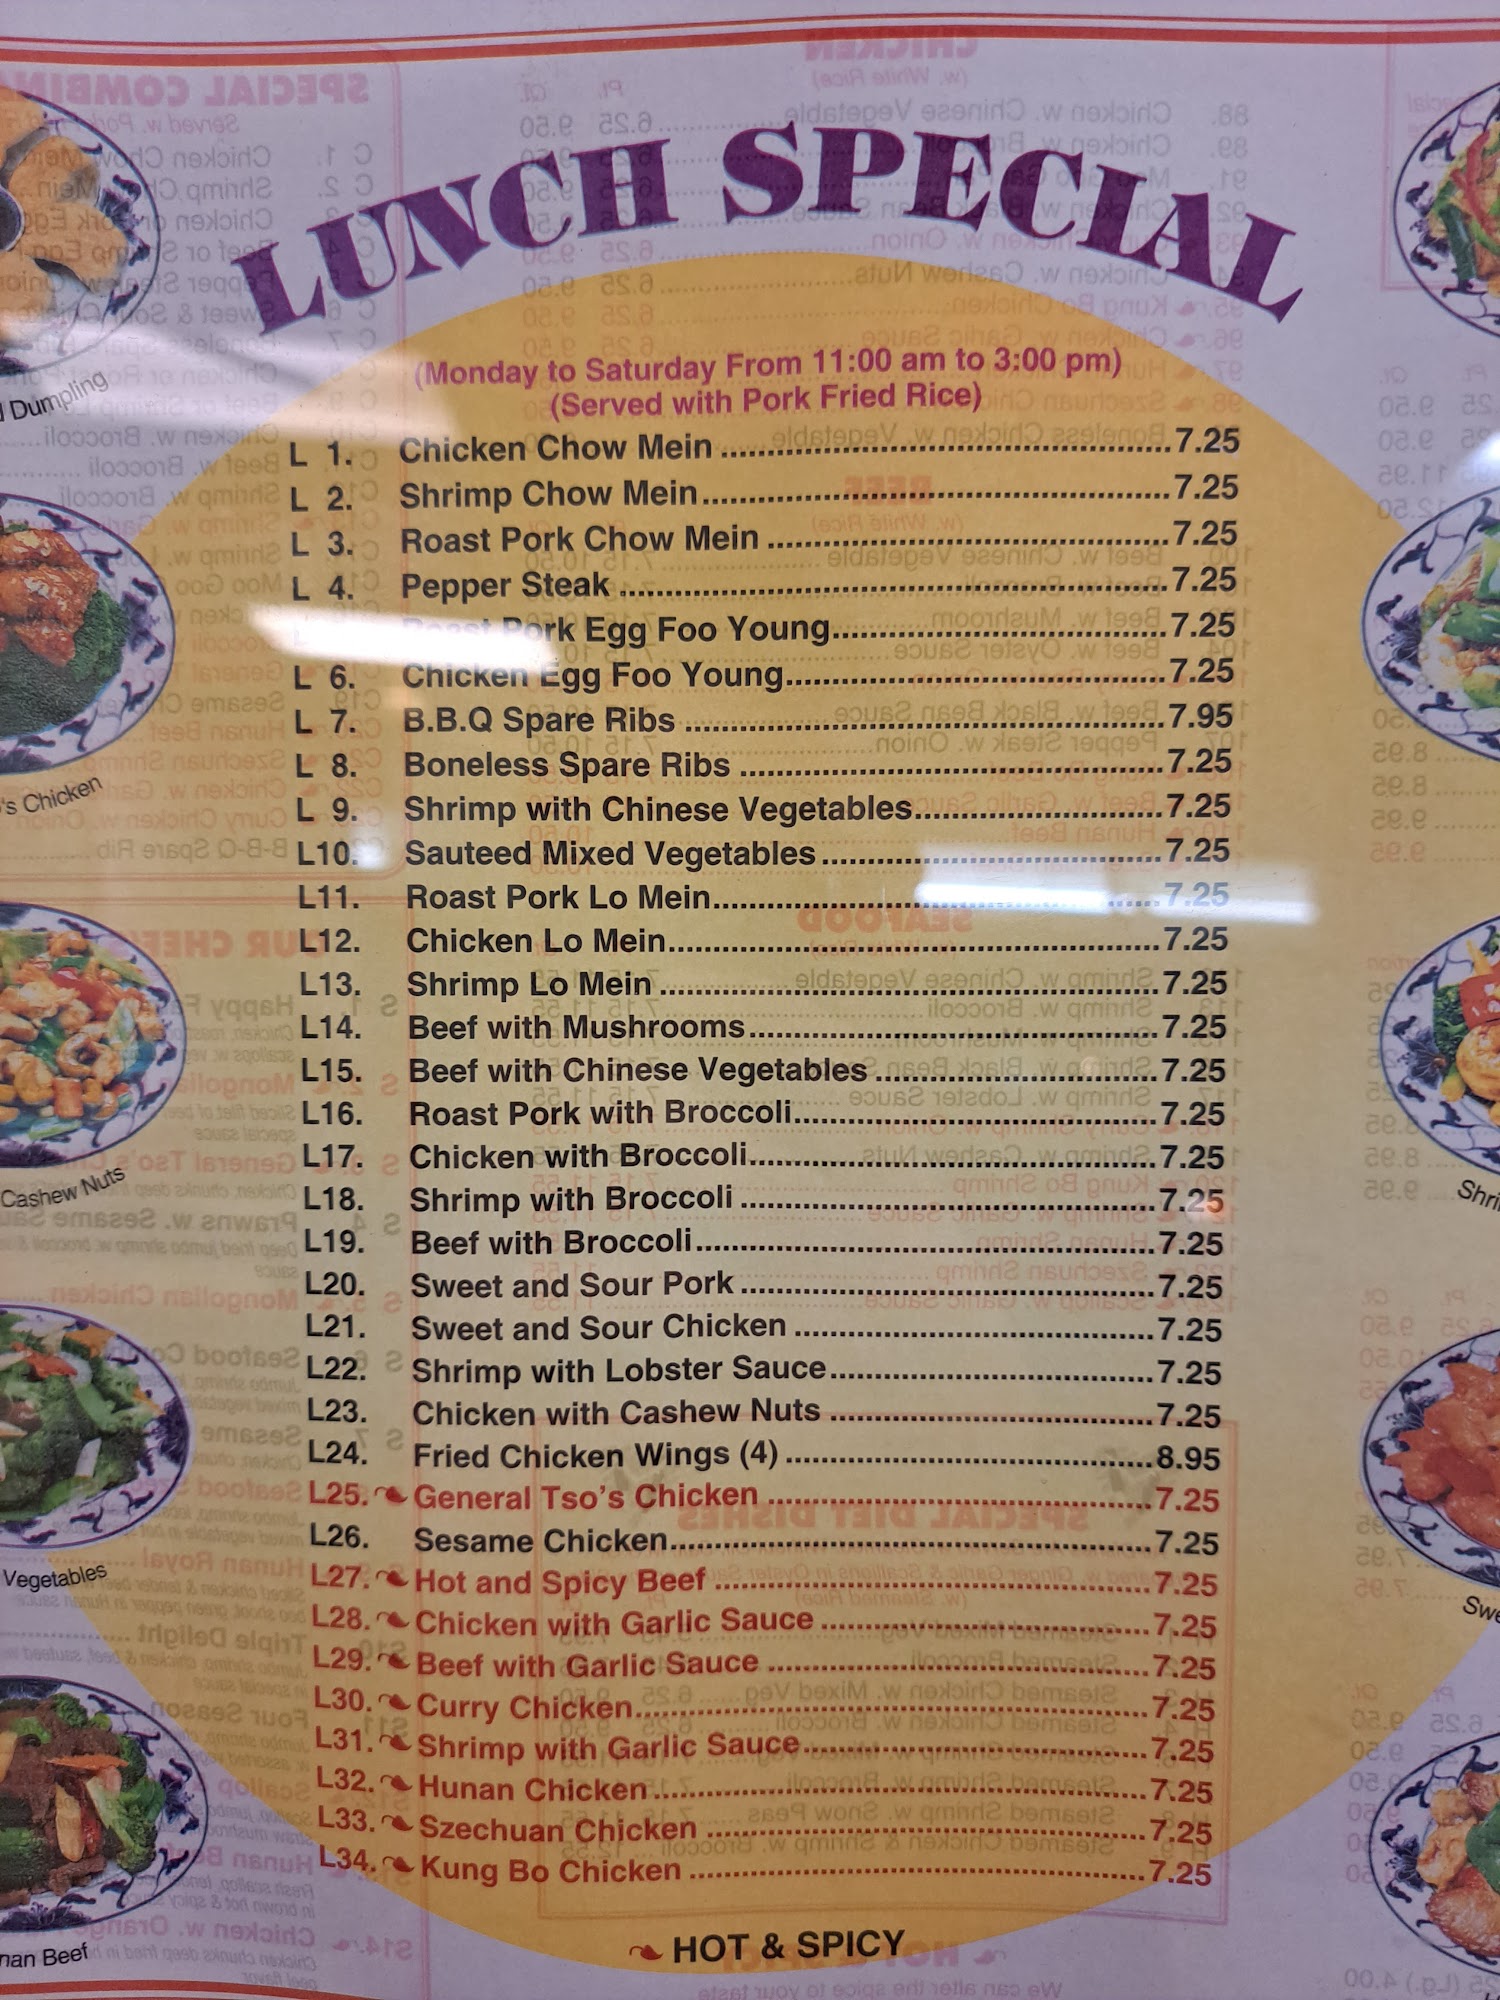 LUNCH SPECIAL
(Monday to Saturday From 11:00 am to 3:00 pm)
(Served with Pork Fried Rice)
L 1. Chicken Chow Mein 7.25
L 2. Shrimp Chow Mein 7.25
L 3. Roast Pork Chow Mein 7.25
L 4. Pepper Steak 7.25
Roast Pork Egg Foo Young 7.25
L 6. Chicken Egg Foo Young 7.25
L 7. B.B.Q Spare Ribs 7.95
L 8. Boneless Spare Ribs 7.25
L 9. Shrimp with Chinese Vegetables 7.25
L10. Sauteed Mixed Vegetables 7.25
L11. Roast Pork Lo Mein 7.25
L12. Chicken Lo Mein 7.25
L13. Shrimp Lo Mein 7.25
L14. Beef with Mushrooms 7.25
L15. Beef with Chinese Vegetables 7.25
L16. Roast Pork with Broccoli 7.25
L17. Chicken with Broccoli 7.25
L18. Shrimp with Broccoli 7.25
L19. Beef with Broccoli 7.25
L20. Sweet and Sour Pork 7.25
L21. Sweet and Sour Chicken 7.25
L22. Shrimp with Lobster Sauce 7.25
L23. Chicken with Cashew Nuts 7.25
L24. Fried Chicken Wings (4) 8.95
L25. General Tso's Chicken 7.25
L26. Sesame Chicken 7.25
L27. Hot and Spicy Beef 7.25
L28. Chicken with Garlic Sauce 7.25
L29. Beef with Garlic Sauce 7.25
L30. Curry Chicken 7.25
L31. Shrimp with Garlic Sauce 7.25
L32. Hunan Chicken 7.25
L33. Szechuan Chicken 7.25
L34. Kung Bo Chicken 7.25
HOT & SPICY
Dumpling
's Chicken
Cashew Nuts
Vegetables
nan Beef
Shri
Swe